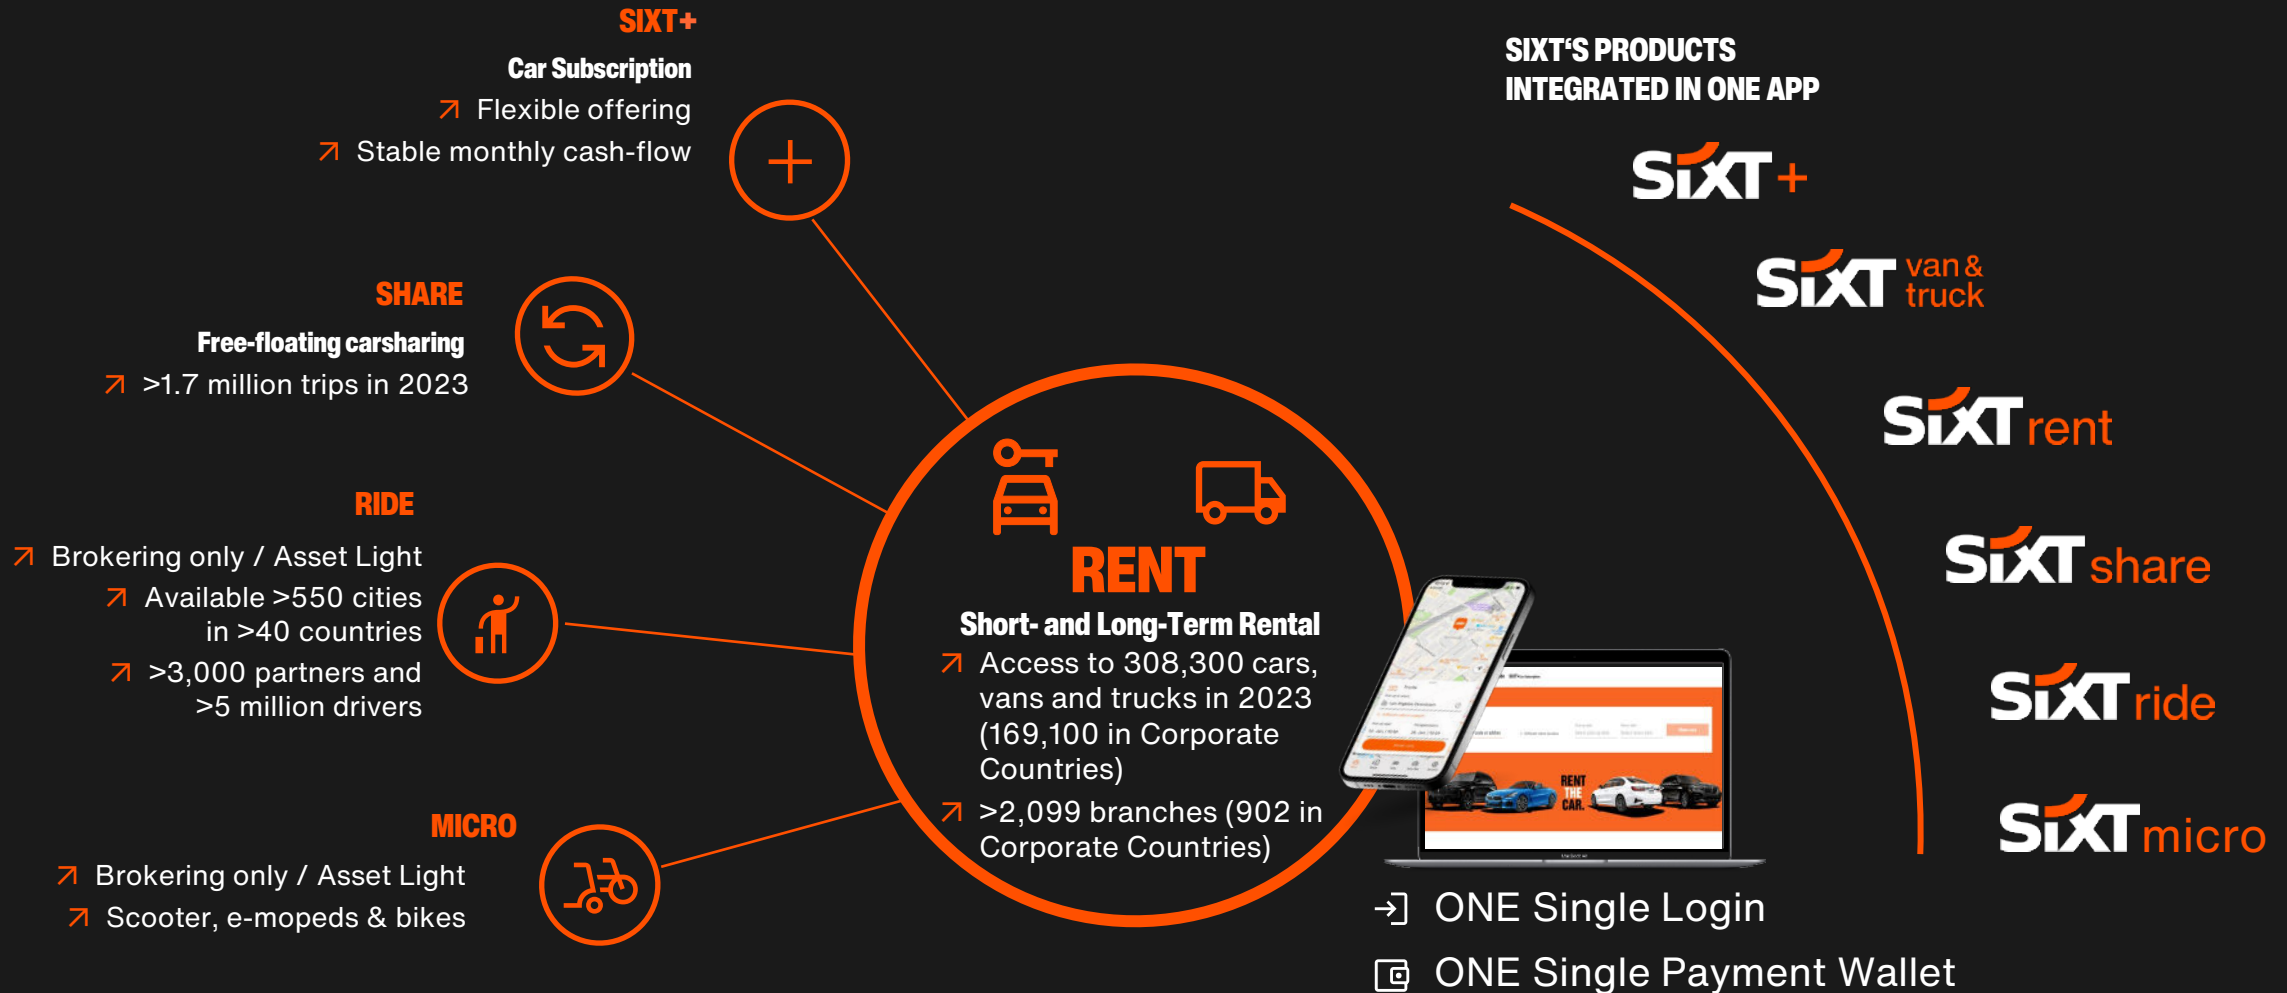 SIXT+
Car Subscription
Flexible offering
Stable monthly cash-flow
SHARE
Free-floating carsharing
>1.7 million trips in 2023
RIDE
Brokering only / Asset Light
Available >550 cities
in >40 countries
>3,000 partners and
>5 million drivers
MICRO
Brokering only / Asset Light
Scooter, e-mopeds & bikes
RENT
Short- and Long-Term Rental
Access to 308,300 cars,
vans and trucks in 2023
(169,100 in Corporate
Countries)
>2,099 branches (902 in
Corporate Countries)
RENT
THE
CAR.
ONE Single Login
ONE Single Payment Wallet
SIXT‘S PRODUCTS
INTEGRATED IN ONE APP
SIXT+
SIXT van &
truck
SIXT rent
SIXT share
SIXT ride
SIXT micro